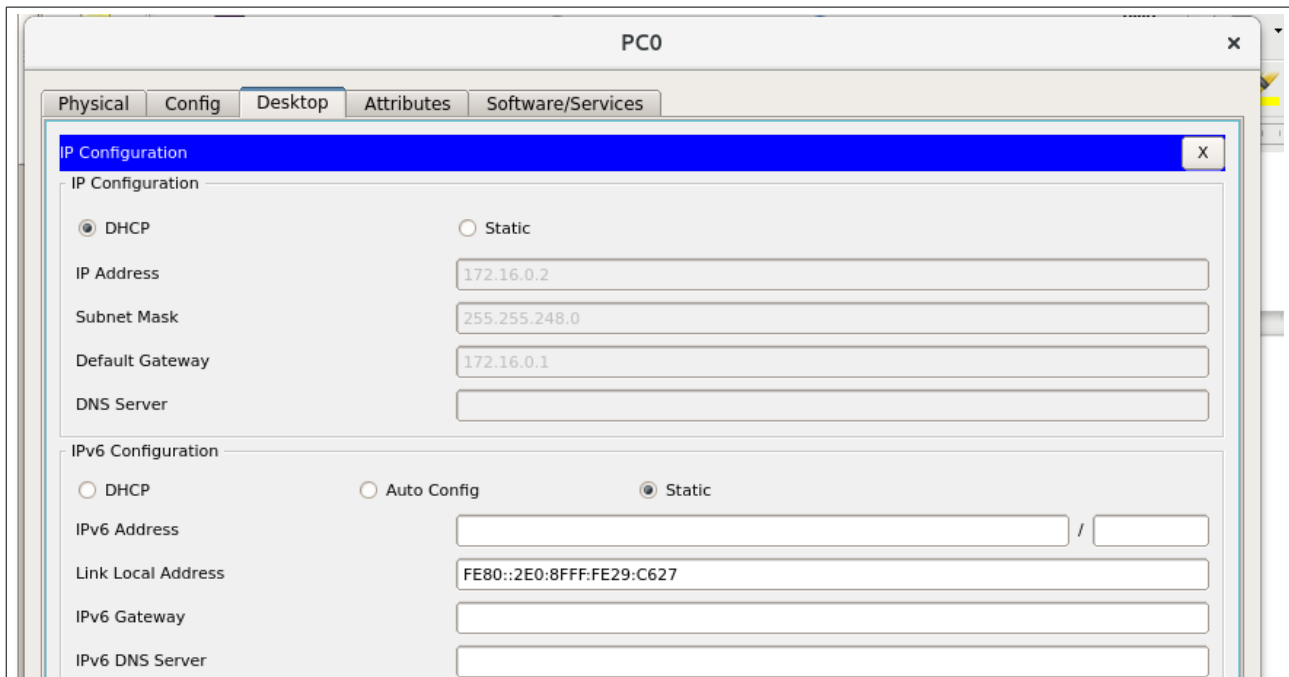 PC0
Physical Config Desktop Attributes Software/Services
IP Configuration X
IP Configuration
DHCP Static
IP Address 172.16.0.2
Subnet Mask 255.255.248.0
Default Gateway 172.16.0.1
DNS Server
IPv6 Configuration
DHCP Auto Config Static
IPv6 Address /
Link Local Address FE80::2E0:8FFF:FE29:C627
IPv6 Gateway
IPv6 DNS Server